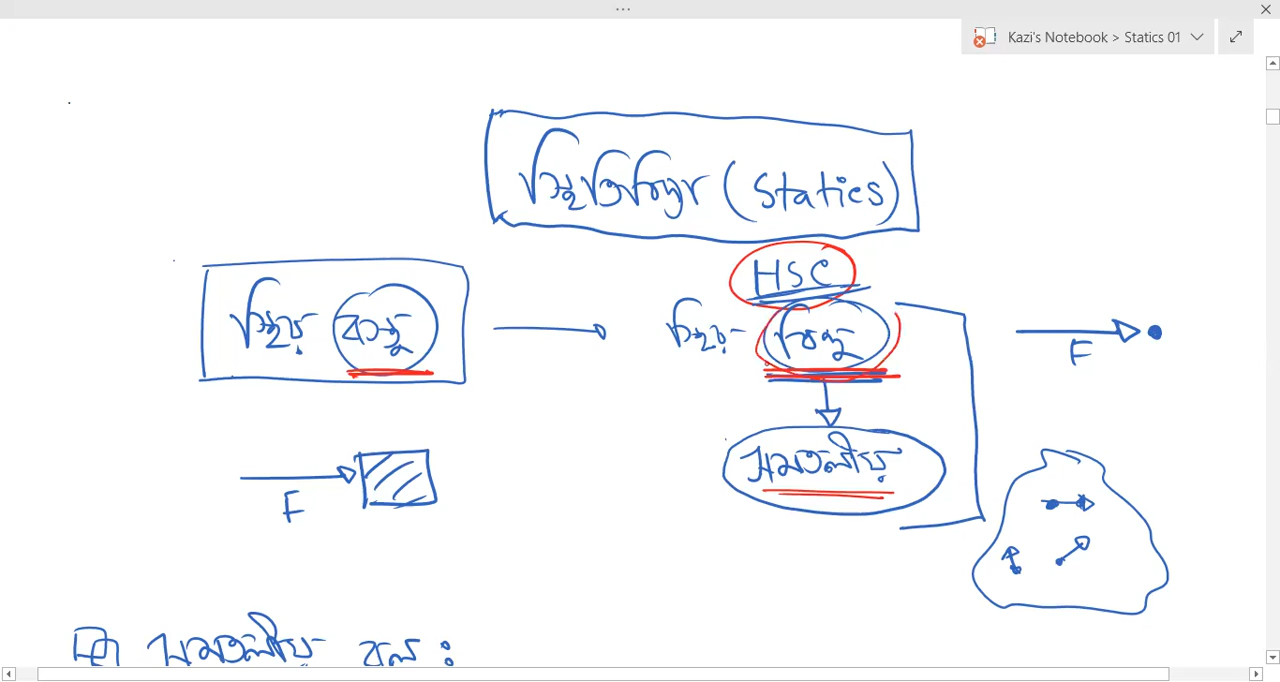 Kazi's Notebook > Statics 01
স্থিতিবিদ্যা (Statics)
HSC
স্থির বস্তু
স্থির বিন্দু
F
সমতলীয়
F
সমতলীয় বল :